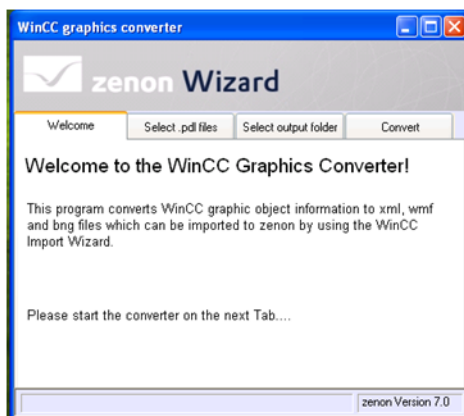 WinCC graphics converter
zenon Wizard
Welcome
Select .pdl files
Select output folder
Convert
Welcome to the WinCC Graphics Converter!
This program converts WinCC graphic object information to xml, wmf
and bng files which can be imported to zenon by using the WinCC
Import Wizard.
Please start the converter on the next Tab....
zenon Version 7.0